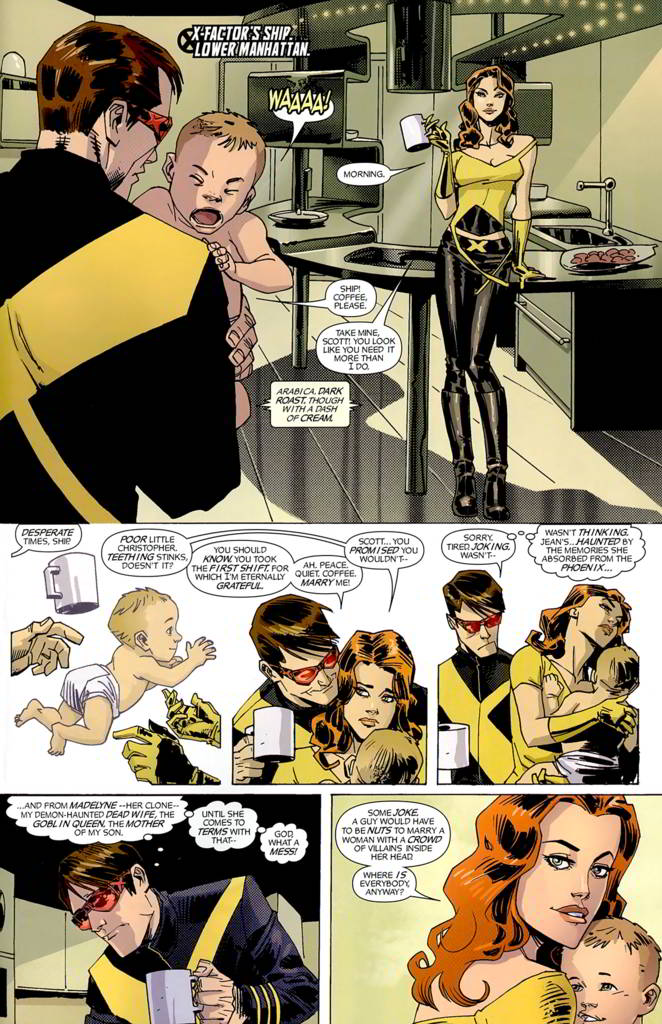 X-FACTOR'S SHIP.
LOWER MANHATTAN.
WAAAA!
MORNING.
SHIP!
COFFEE,
PLEASE.
TAKE MINE,
SCOTT! YOU LOOK
LIKE YOU NEED IT
MORE THAN
I DO.
ARABICA, DARK
ROAST, THOUGH
WITH A DASH
OF CREAM.
DESPERATE
TIMES, SHIP.
POOR LITTLE
CHRISTOPHER.
TEETHING STINKS,
DOESN'T IT?
YOU SHOULD
KNOW. YOU TOOK
THE FIRST SHIFT, FOR
WHICH I'M ETERNALLY
GRATEFUL.
AH, PEACE,
QUIET, COFFEE.
MARRY ME!
SCOTT... YOU
PROMISED YOU
WOULDN'T--
SORRY.
TIRED JOKING.
WASN'T--
WASN'T THINKING.
JEAN'S...HAUNTED BY
THE MEMORIES SHE
ABSORBED FROM THE
PHOENIX...
...AND FROM MADELYNE--HER CLONE--
MY DEMON-HAUNTED DEAD WIFE, THE
GOBLIN QUEEN, THE MOTHER
OF MY SON.
UNTIL SHE
COMES TO
TERMS WITH
THAT--
GOD,
WHAT A
MESS!
SOME JOKE.
A GUY WOULD HAVE
TO BE NUTS TO MARRY A
WOMAN WITH A CROWD
OF VILLAINS INSIDE
HER HEAD.
WHERE IS
EVERYBODY,
ANYWAY?